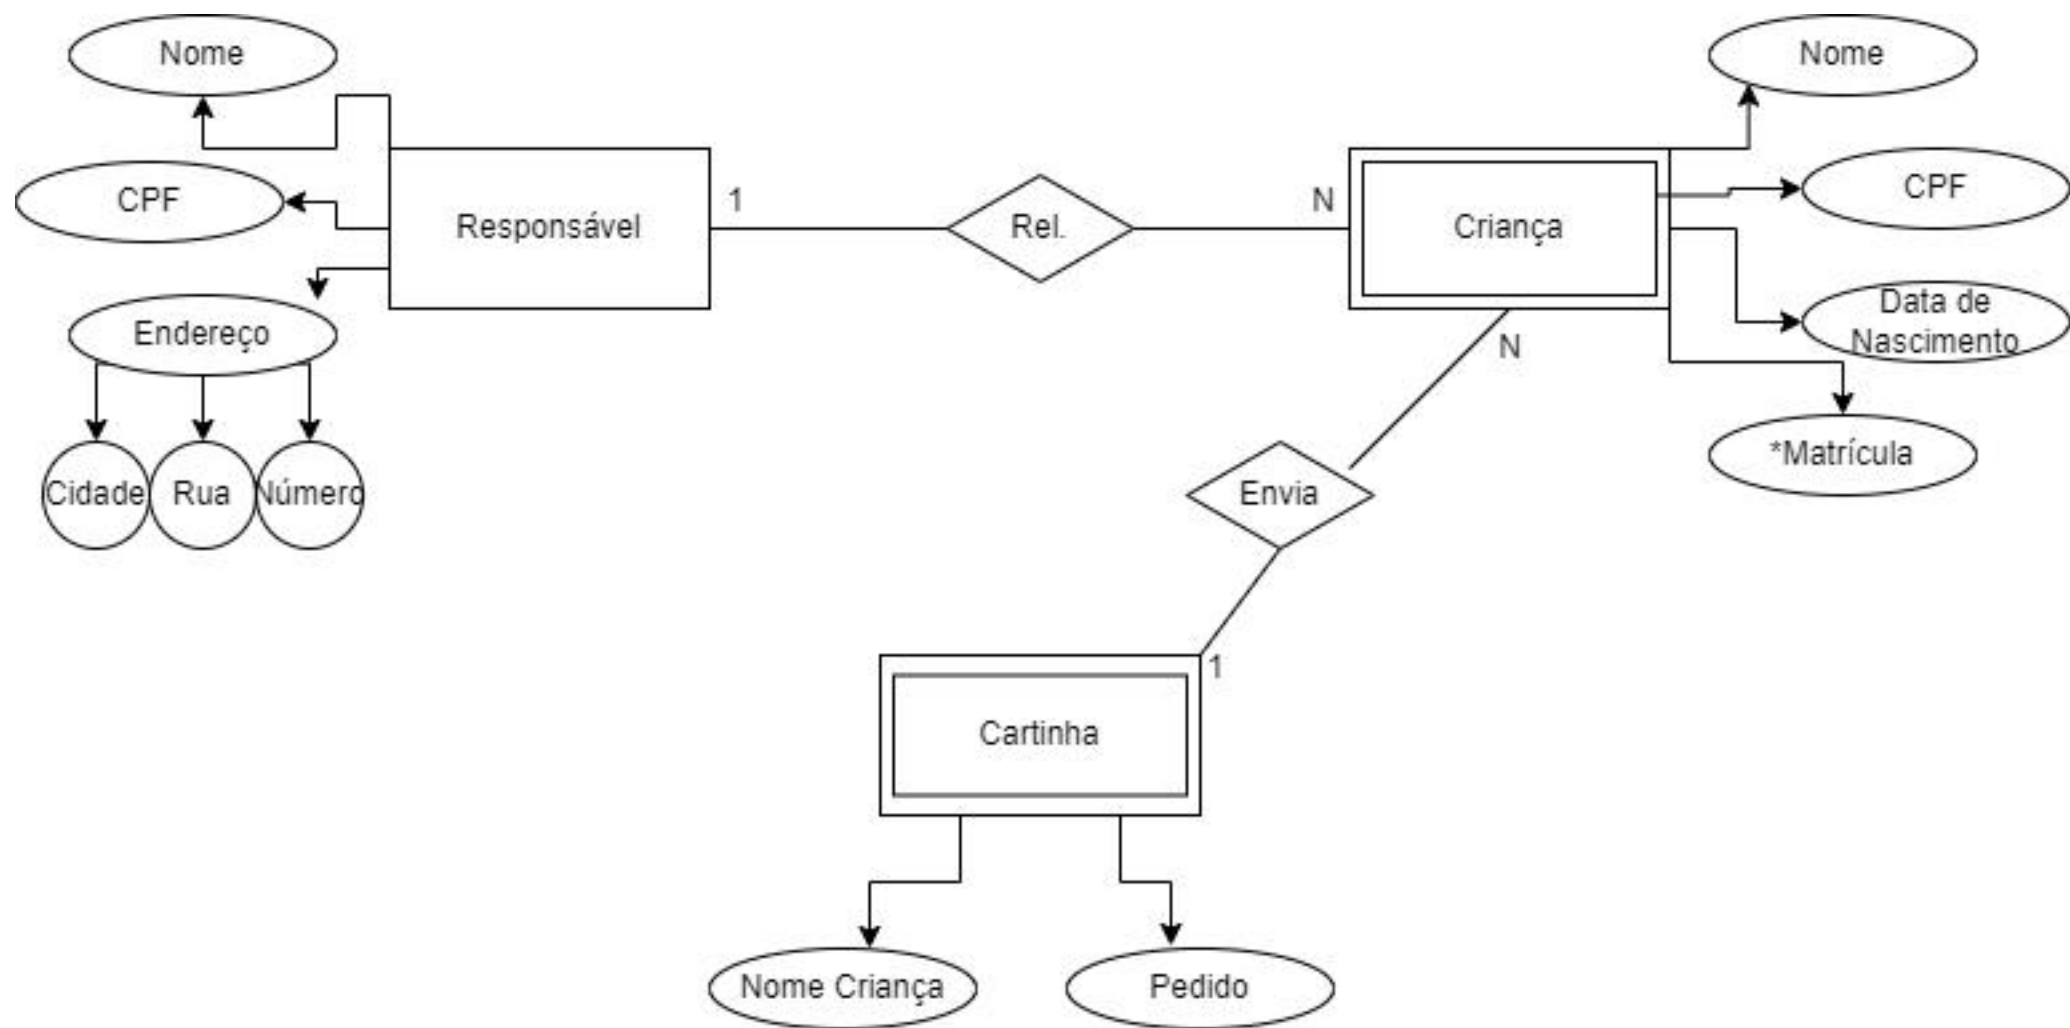 Nome
Nome
CPF
CPF
Responsável
1
Rel.
N
Criança
Endereço
Data de
Nascimento
N
*Matrícula
Cidade
Rua
Número
Envia
1
Cartinha
Nome Criança
Pedido